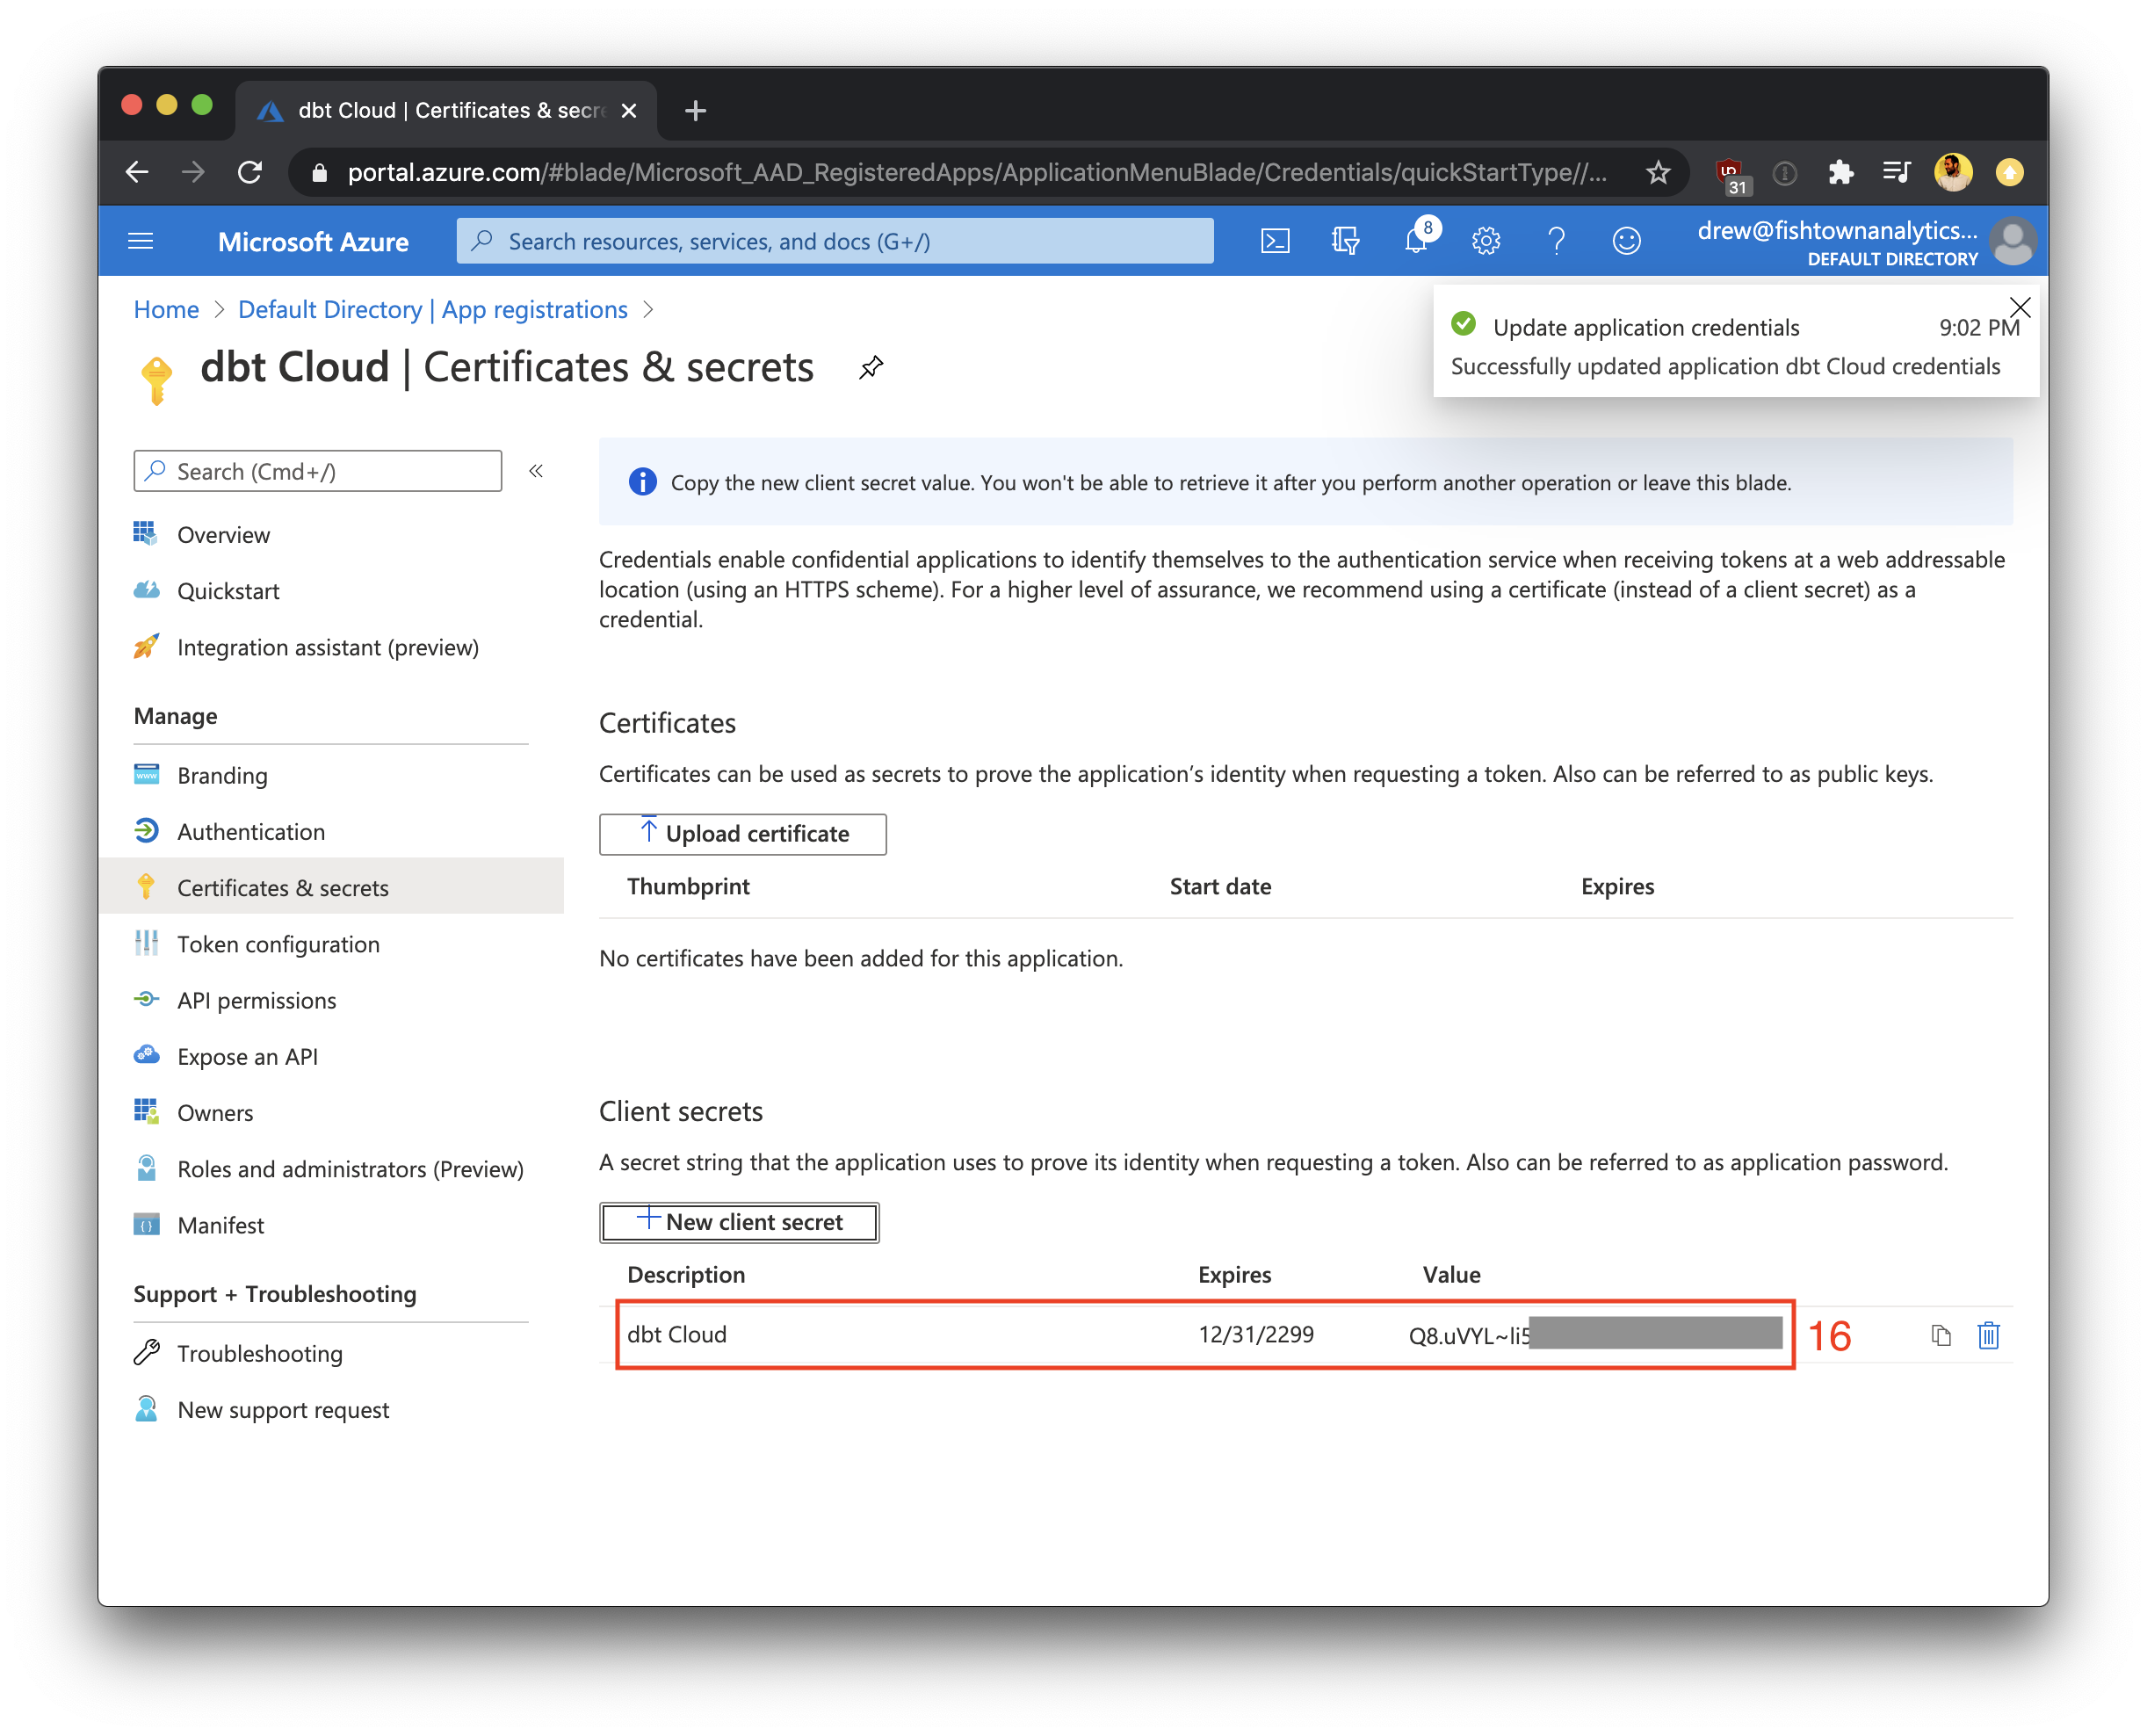 dbt Cloud | Certificates & secre
portal.azure.com/#blade/Microsoft_AAD_RegisteredApps/ApplicationMenuBlade/Credentials/quickStartType//...
31
Microsoft Azure
Search resources, services, and docs (G+/)
8
drew@fishtownanalytics...
DEFAULT DIRECTORY
Home > Default Directory | App registrations >
Update application credentials 9:02 PM
Successfully updated application dbt Cloud credentials
dbt Cloud | Certificates & secrets
Search (Cmd+/)
«
Overview
Quickstart
Integration assistant (preview)
Manage
Branding
Authentication
Certificates & secrets
Token configuration
API permissions
Expose an API
Owners
Roles and administrators (Preview)
Manifest
Support + Troubleshooting
Troubleshooting
New support request
Copy the new client secret value. You won't be able to retrieve it after you perform another operation or leave this blade.
Credentials enable confidential applications to identify themselves to the authentication service when receiving tokens at a web addressable
location (using an HTTPS scheme). For a higher level of assurance, we recommend using a certificate (instead of a client secret) as a
credential.
Certificates
Certificates can be used as secrets to prove the application’s identity when requesting a token. Also can be referred to as public keys.
Upload certificate
Thumbprint Start date Expires
No certificates have been added for this application.
Client secrets
A secret string that the application uses to prove its identity when requesting a token. Also can be referred to as application password.
New client secret
Description Expires Value
dbt Cloud 12/31/2299 Q8.uVYL~li5 16